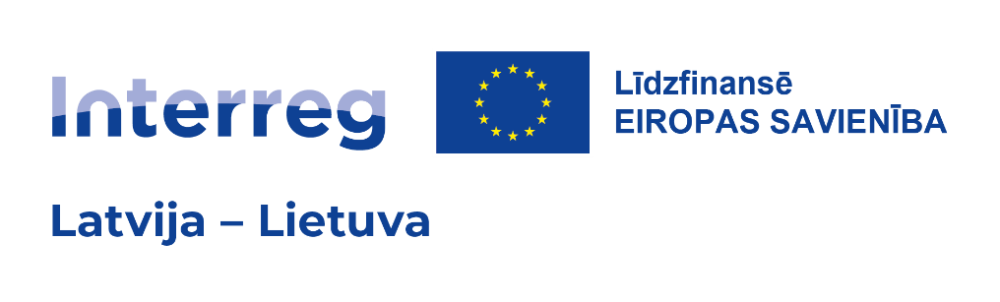 Interreg
Līdzfinansē
EIROPAS SAVIENĪBA
Latvija – Lietuva